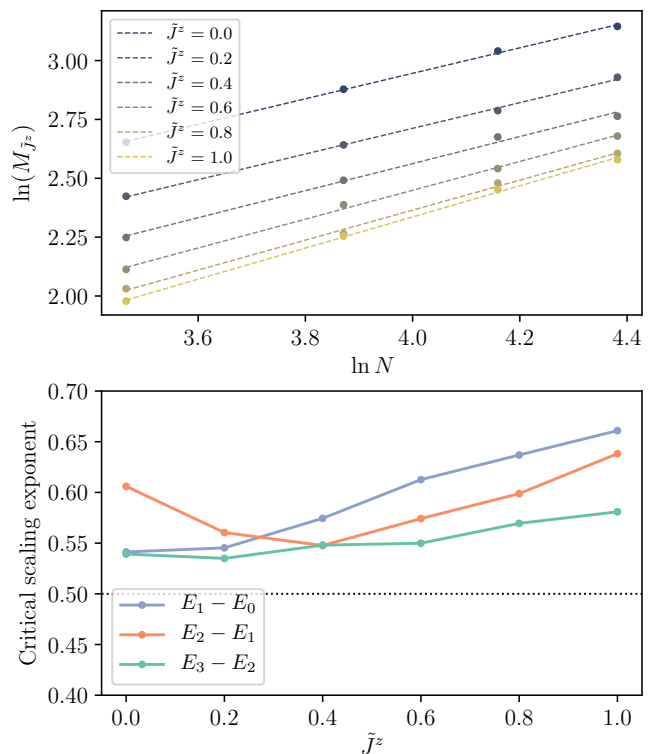 ln(M_{J̃^z})
3.00
2.75
2.50
2.25
2.00
J̃^z = 0.0
J̃^z = 0.2
J̃^z = 0.4
J̃^z = 0.6
J̃^z = 0.8
J̃^z = 1.0
3.6 3.8 4.0 4.2 4.4
ln N
Critical scaling exponent
0.70
0.65
0.60
0.55
0.50
0.45
0.40
E₁ − E₀
E₂ − E₁
E₃ − E₂
0.0 0.2 0.4 0.6 0.8 1.0
J̃^z